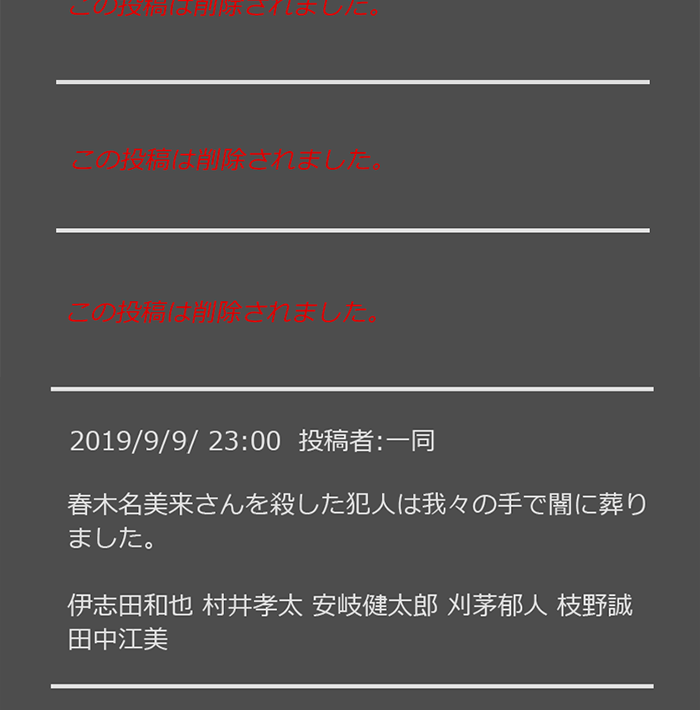 この投稿は削除されました。
この投稿は削除されました。
この投稿は削除されました。
2019/9/9/ 23:00 投稿者:一同
春木名美来さんを殺した犯人は我々の手で闇に葬り
ました。
伊志田和也 村井孝太 安岐健太郎 刈茅郁人 枝野誠
田中江美